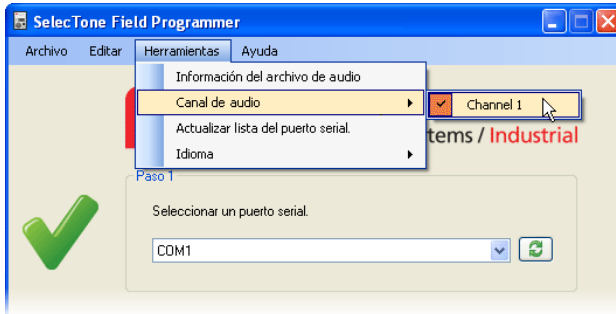 SelecTone Field Programmer
Archivo Editar Herramientas Ayuda
Información del archivo de audio
Canal de audio
Channel 1
Actualizar lista del puerto serial.
tems / Industrial
Idioma
Paso 1
Seleccionar un puerto serial.
COM1